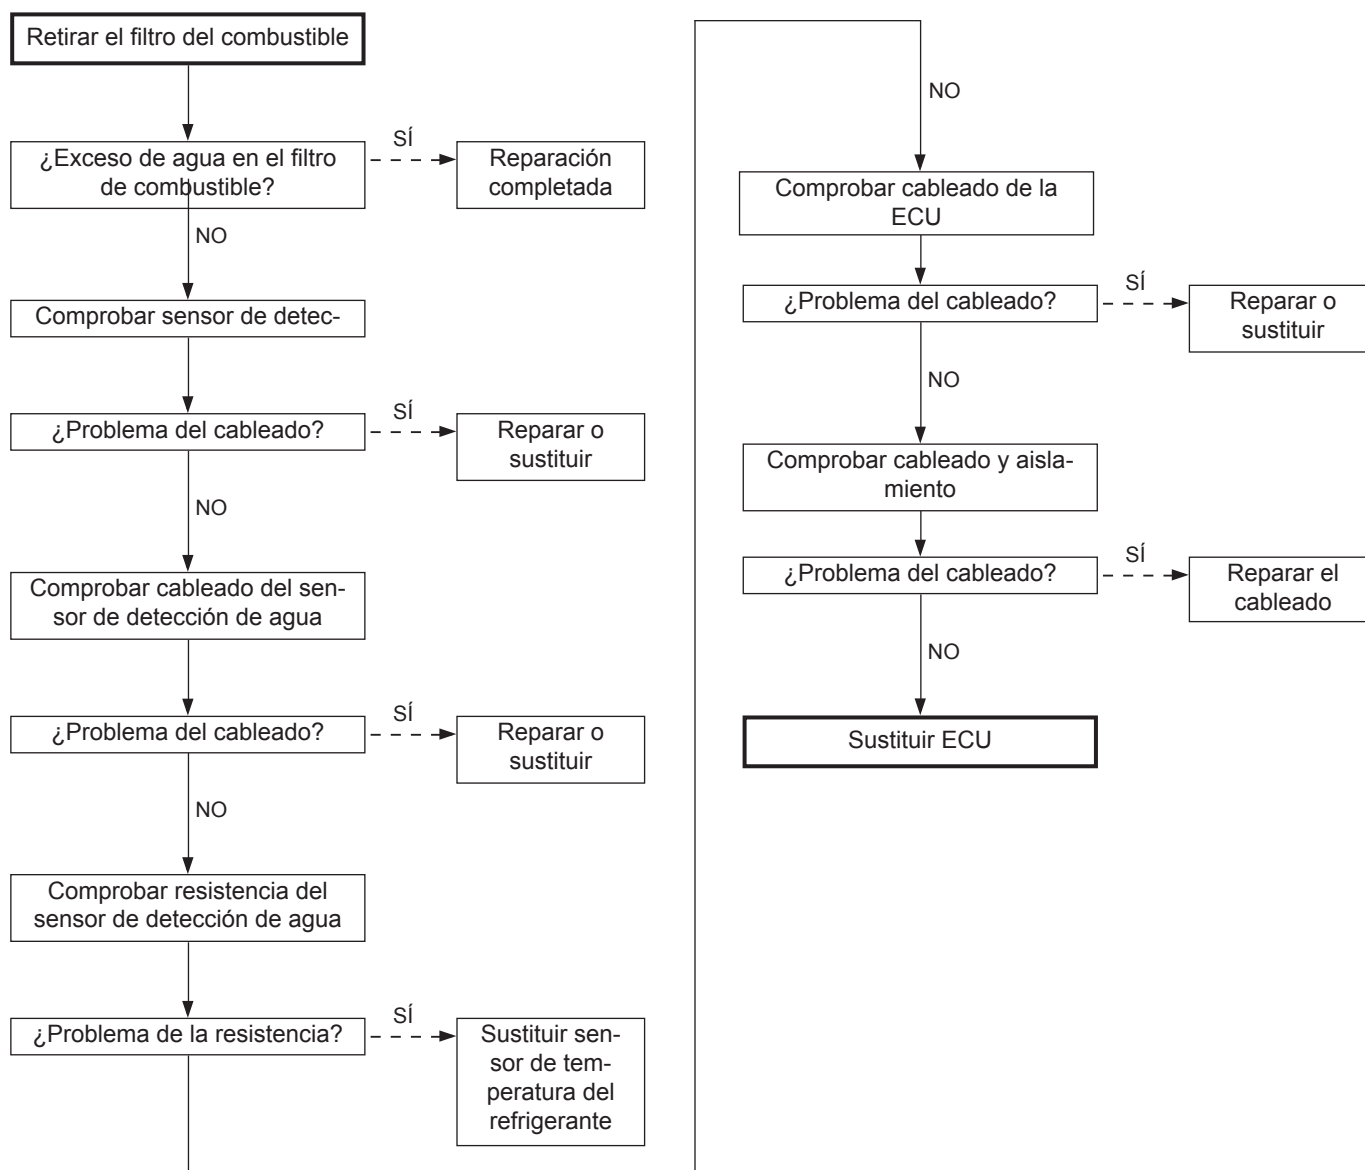 Retirar el filtro del combustible
¿Exceso de agua en el filtro
de combustible?
SÍ
Reparación
completada
NO
Comprobar sensor de detec-
¿Problema del cableado?
SÍ
Reparar o
sustituir
NO
Comprobar cableado del sen-
sor de detección de agua
¿Problema del cableado?
SÍ
Reparar o
sustituir
NO
Comprobar resistencia del
sensor de detección de agua
¿Problema de la resistencia?
SÍ
Sustituir sen-
sor de tem-
peratura del
refrigerante
NO
Comprobar cableado de la
ECU
¿Problema del cableado?
SÍ
Reparar o
sustituir
NO
Comprobar cableado y aisla-
miento
¿Problema del cableado?
SÍ
Reparar el
cableado
NO
Sustituir ECU